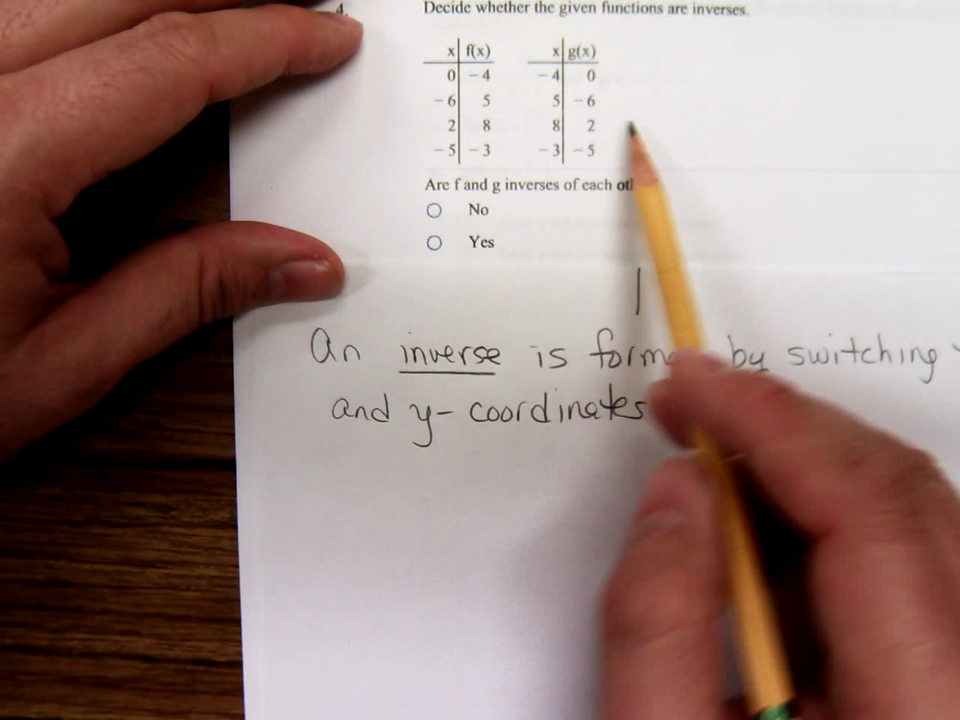 4. Decide whether the given functions are inverses.
x f(x) x g(x)
0 -4 -4 0
-6 5 5 -6
2 8 8 2
-5 -3 -3 -5
Are f and g inverses of each
No
Yes
An inverse is by switching
and y-coordinates